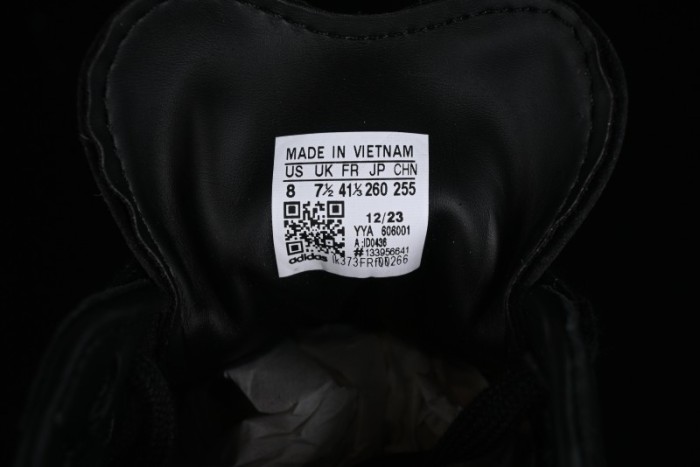 MADE IN VIETNAM
US UK FR JP CHN
8 7½ 41⅓ 260 255
12/23
YYA 606001
A:ID0436
#133956641
adidas lk373FRf00266